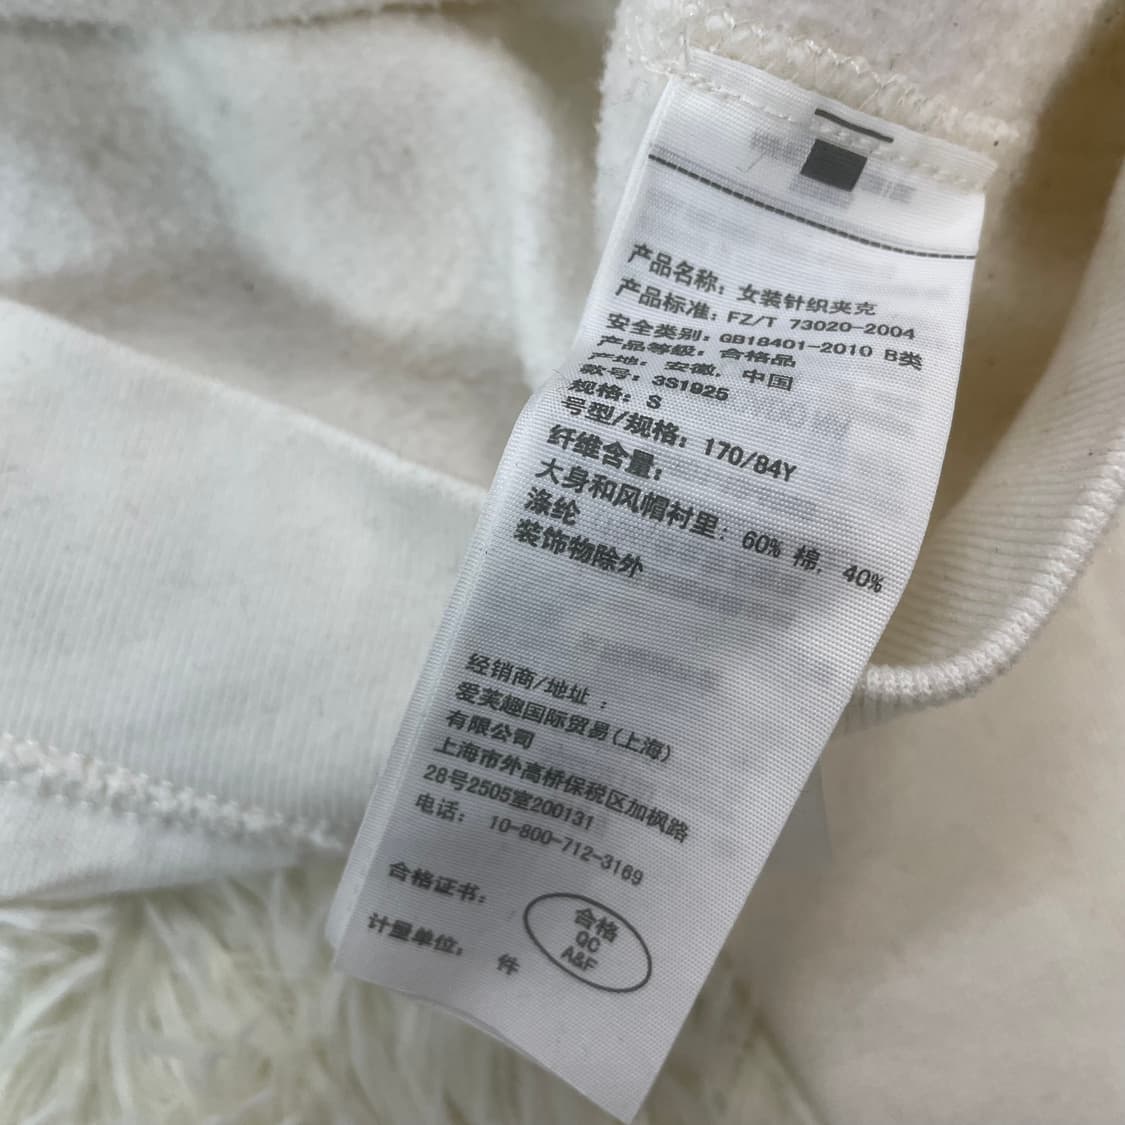 产品名称: 女装针织夹克
产品标准: FZ/T 73020-2004
安全类别: GB18401-2010 B类
产品等级: 合格品
产地: 安徽, 中国
款号: 3S1925
规格: S
号型/规格: 170/84Y
纤维含量:
大身和风帽衬里: 60% 棉, 40%
涤纶
装饰物除外
经销商/地址 :
爱芙趣国际贸易(上海)
有限公司
上海市外高桥保税区加枫路
28号2505室200131
电话: 10-800-712-3169
合格证书:
合格
QC
A&F
计量单位: 件